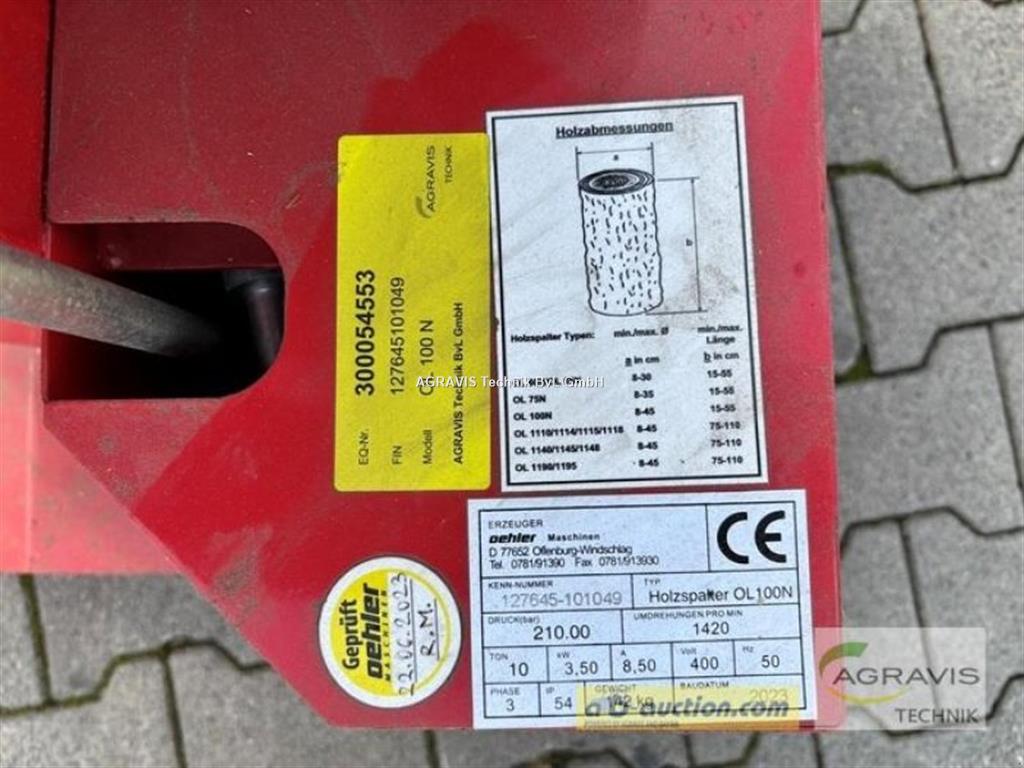 Holzabmessungen
a
b
Holzspalter Typen: min./max. Ø min./max. Länge
a in cm b in cm
8-30 15-55
OL 75N 8-35 15-55
OL 100N 8-45 15-55
OL 1110/1114/1115/1118 8-45 75-110
OL 1140/1145/1148 8-45 75-110
OL 1190/1195 8-45 75-110
AGRAVIS
TECHNIK
EQ-Nr. 300054553
FIN 127645101049
Modell OL 100 N
AGRAVIS Technik BvL GmbH
AGRAVIS Technik BvL GmbH
ERZEUGER
oehler Maschinen
D 77652 Offenburg-Windschlag
Tel. 0781/91390 Fax 0781/913930
CE
KENN-NUMMER TYP
127645-101049 Holzspalter OL100N
DRUCK(bar) UMDREHUNGEN PRO MIN
210.00 1420
TON kW A Volt Hz
10 3,50 8,50 400 50
PHASE IP GEWICHT BAUDATUM
3 54 kg 2023
Geprüft
oehler
MASCHINEN
22.06.2023
R.M.
ab-auction.com
AGRAVIS
TECHNIK